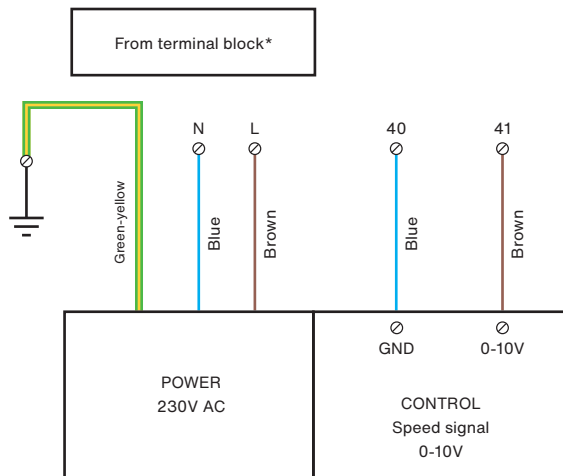 From terminal block*
N
L
40
41
Green-yellow
Blue
Brown
Blue
Brown
GND
0-10V
POWER
230V AC
CONTROL
Speed signal
0-10V